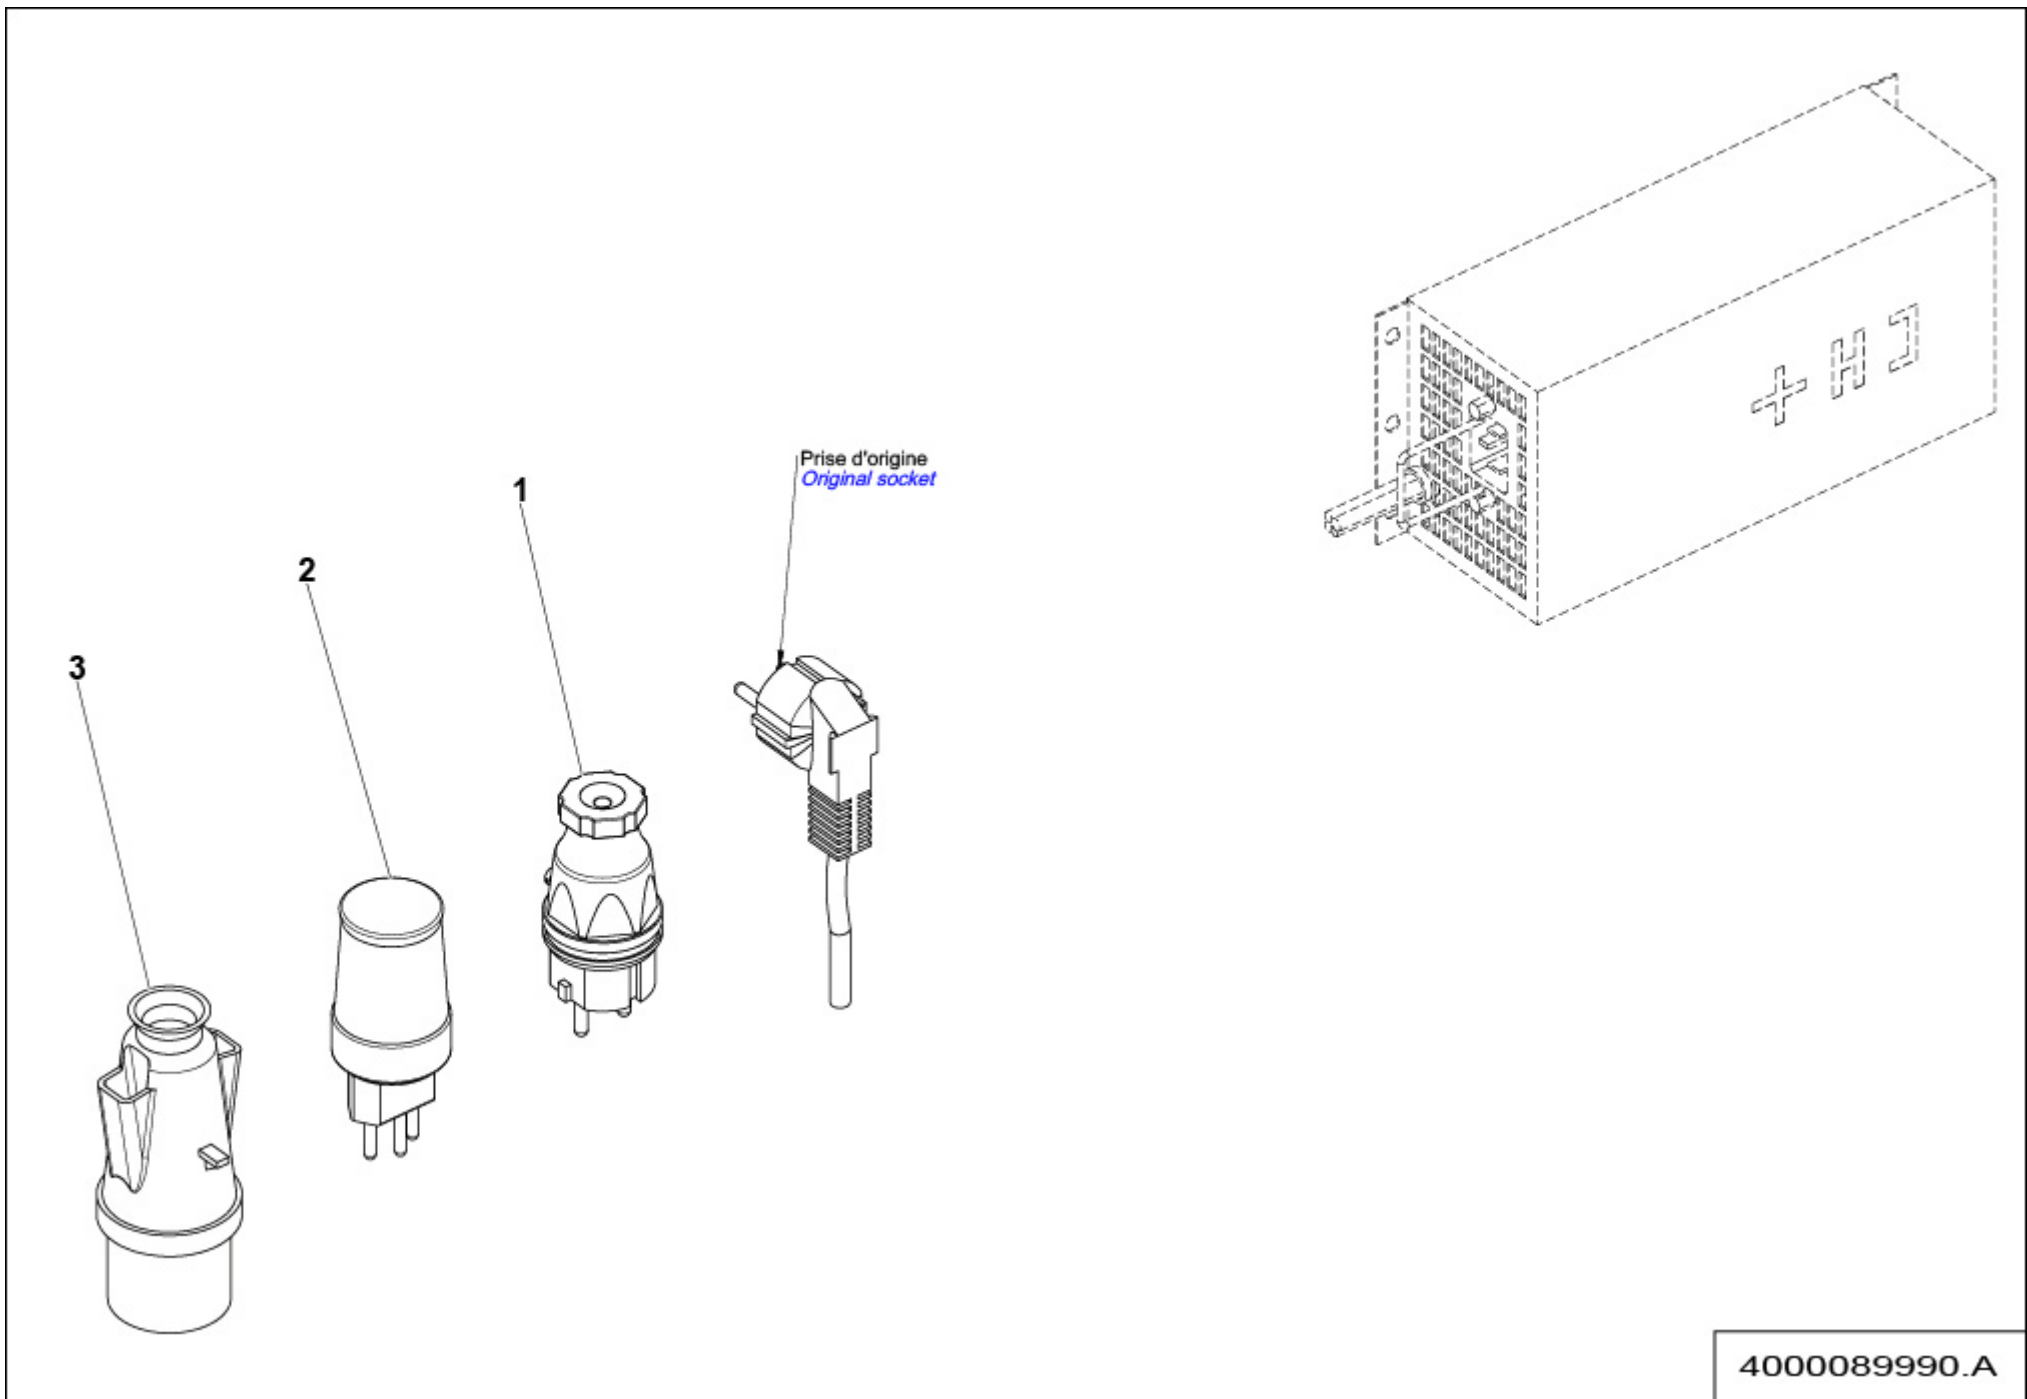 Prise d'origine
Original socket
1
2
3
+ H J
4000089990.A